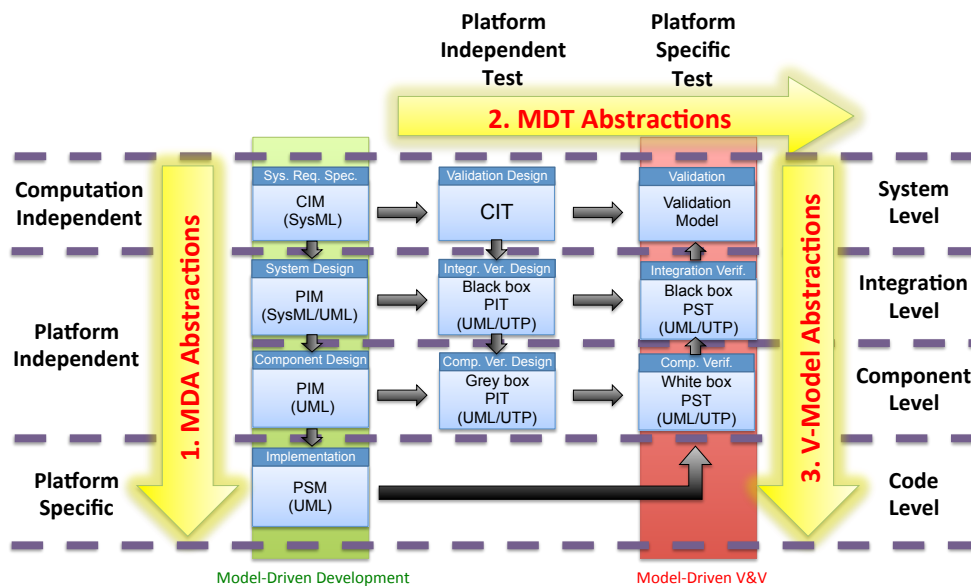 Platform
Independent
Test
Platform
Specific
Test
2. MDT Abstractions
Computation
Independent
Sys. Req. Spec.
CIM
(SysML)
Validation Design
CIT
Validation
Validation
Model
System
Level
1. MDA Abstractions
3. V-Model Abstractions
Platform
Independent
System Design
PIM
(SysML/UML)
Integr. Ver. Design
Black box
PIT
(UML/UTP)
Integration Verif.
Black box
PST
(UML/UTP)
Integration
Level
Component Design
PIM
(UML)
Comp. Ver. Design
Grey box
PIT
(UML/UTP)
Comp. Verif.
White box
PST
(UML/UTP)
Component
Level
Platform
Specific
Implementation
PSM
(UML)
Code
Level
Model-Driven Development
Model-Driven V&V